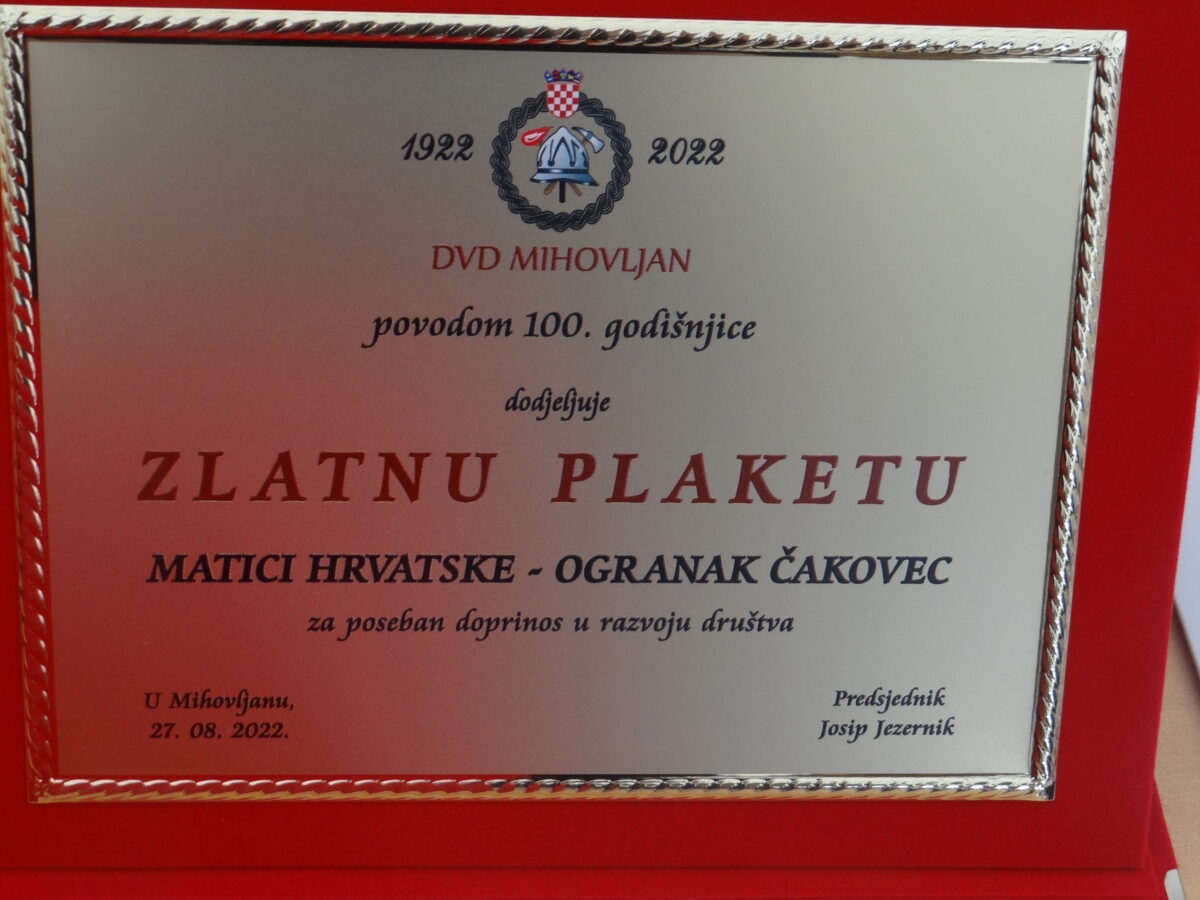 1922 2022
DVD MIHOVLJAN
povodom 100. godišnjice
dodjeljuje
ZLATNU PLAKETU
MATICI HRVATSKE - OGRANAK ČAKOVEC
za poseban doprinos u razvoju društva
U Mihovljanu,
27. 08. 2022.
Predsjednik
Josip Jezernik